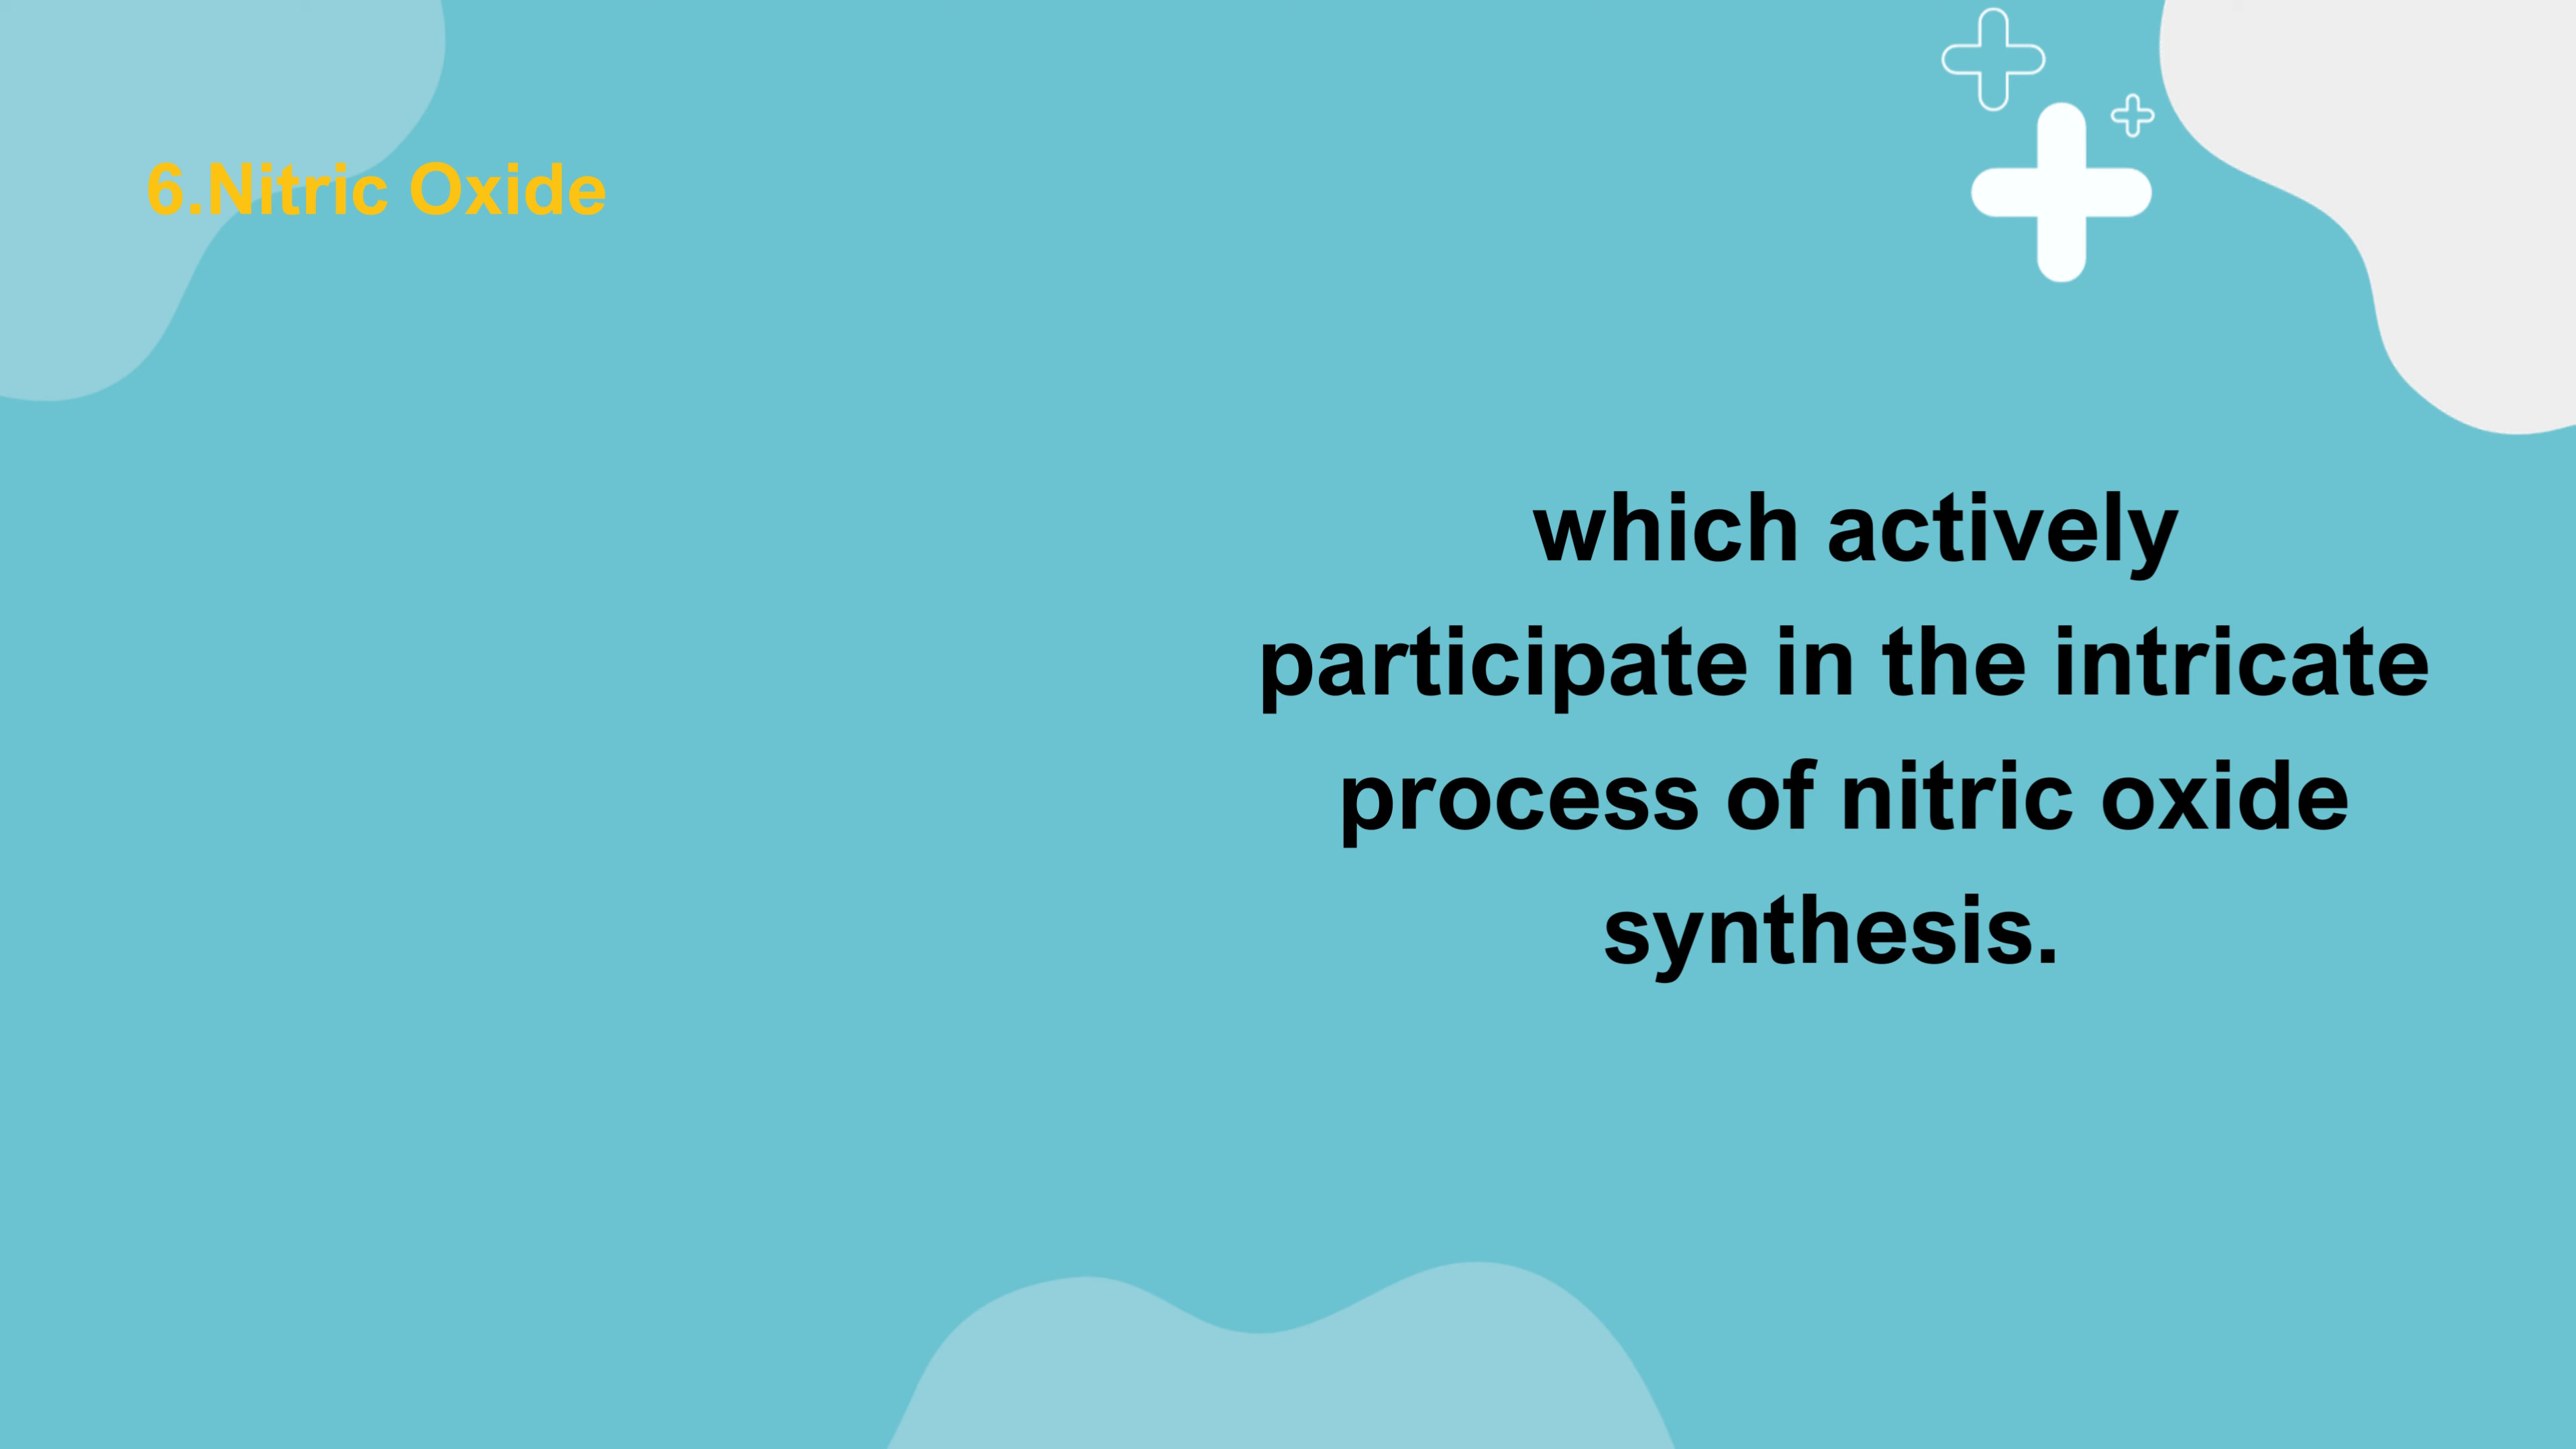 6.Nitric Oxide
which actively
participate in the intricate
process of nitric oxide
synthesis.